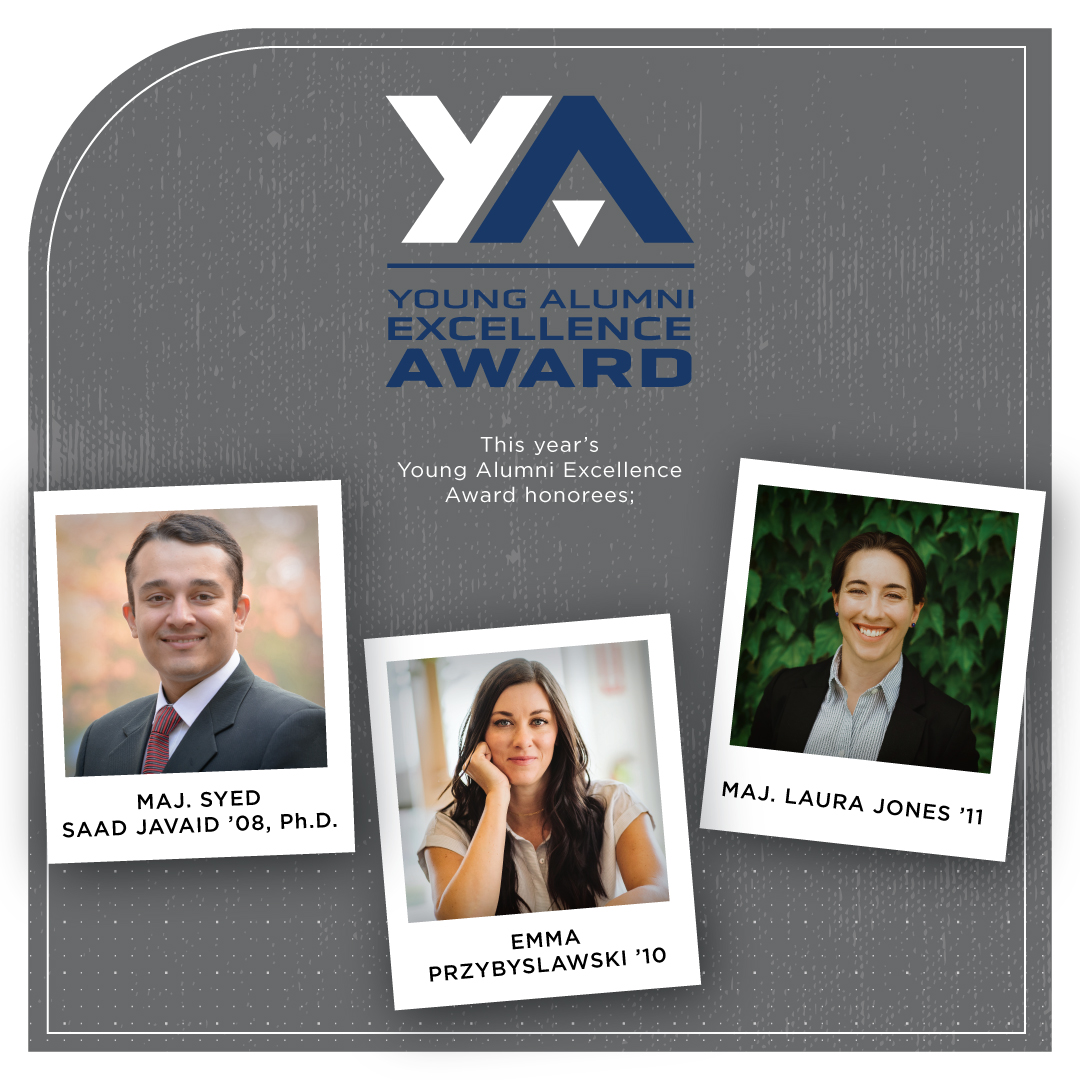 YA
YOUNG ALUMNI
EXCELLENCE
AWARD
This year’s
Young Alumni Excellence
Award honorees;
MAJ. SYED
SAAD JAVAID ’08, Ph.D.
EMMA
PRZYBYSLAWSKI ’10
MAJ. LAURA JONES ’11